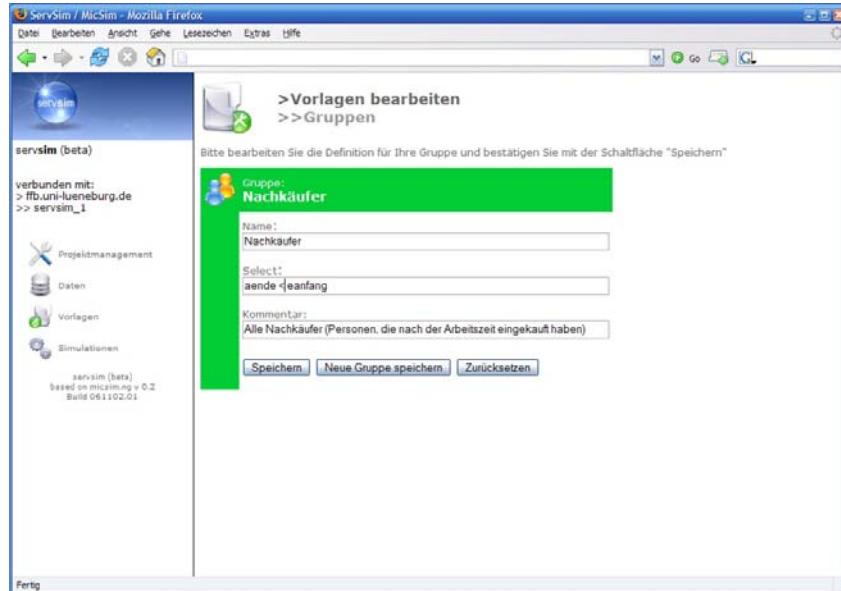 ServSim / MicSim - Mozilla Firefox
Datei Bearbeiten Ansicht Gehe Lesezeichen Extras Hilfe
Go
G
servsim
>Vorlagen bearbeiten
>>Gruppen
servsim (beta)
verbunden mit:
> ffb.uni-lueneburg.de
>> servsim_1
Projektmanagement
Daten
Vorlagen
Simulationen
servsim (beta)
based on micsim.ng v 0.2
Build 061102.01
Bitte bearbeiten Sie die Definition für Ihre Gruppe und bestätigen Sie mit der Schaltfläche "Speichern"
Gruppe:
Nachkäufer
Name:
Nachkäufer
Select:
aende <eanfang
Kommentar:
Alle Nachkäufer (Personen, die nach der Arbeitszeit eingekauft haben)
Speichern Neue Gruppe speichern Zurücksetzen
Fertig